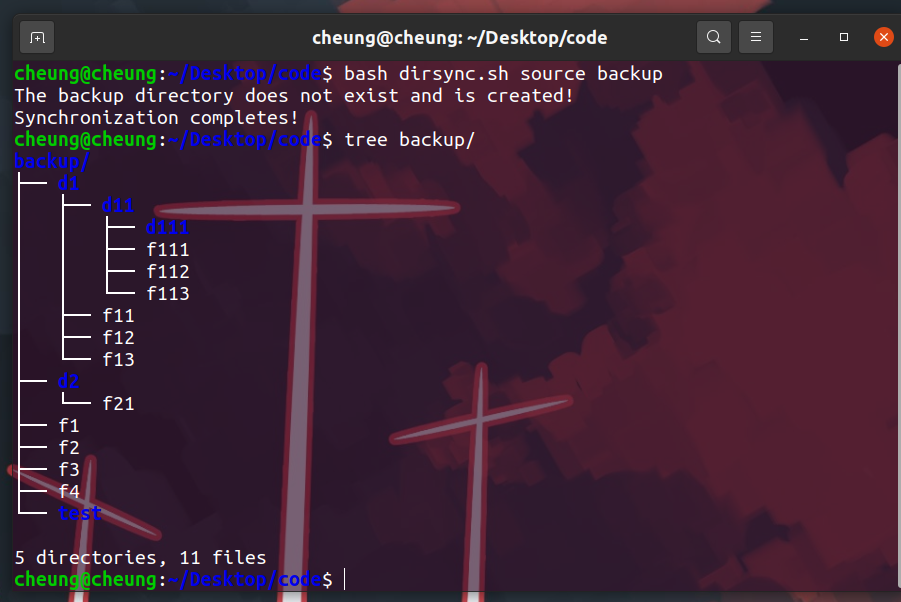 cheung@cheung: ~/Desktop/code
cheung@cheung:~/Desktop/code$ bash dirsync.sh source backup
The backup directory does not exist and is created!
Synchronization completes!
cheung@cheung:~/Desktop/code$ tree backup/
backup/
├── d1
│   ├── d11
│   │   ├── d111
│   │   ├── f111
│   │   ├── f112
│   │   └── f113
│   ├── f11
│   ├── f12
│   └── f13
├── d2
│   └── f21
├── f1
├── f2
├── f3
├── f4
└── test
5 directories, 11 files
cheung@cheung:~/Desktop/code$